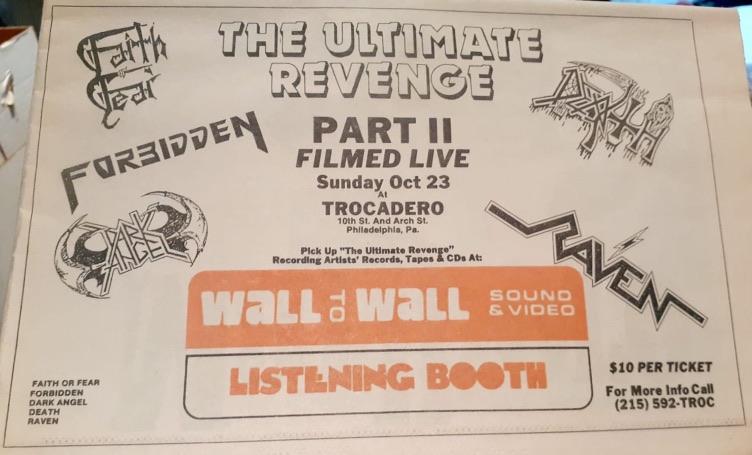 Faith or Fear
THE ULTIMATE
REVENGE
DEATH
FORBIDDEN
PART II
FILMED LIVE
Sunday Oct 23
At
TROCADERO
10th St. And Arch St.
Philadelphia, Pa.
DARK ANGEL
RAVEN
Pick Up "The Ultimate Revenge"
Recording Artists' Records, Tapes & CDs At:
WALL TO WALL SOUND & VIDEO
LISTENING BOOTH
FAITH OR FEAR
FORBIDDEN
DARK ANGEL
DEATH
RAVEN
$10 PER TICKET
For More Info Call
(215) 592-TROC